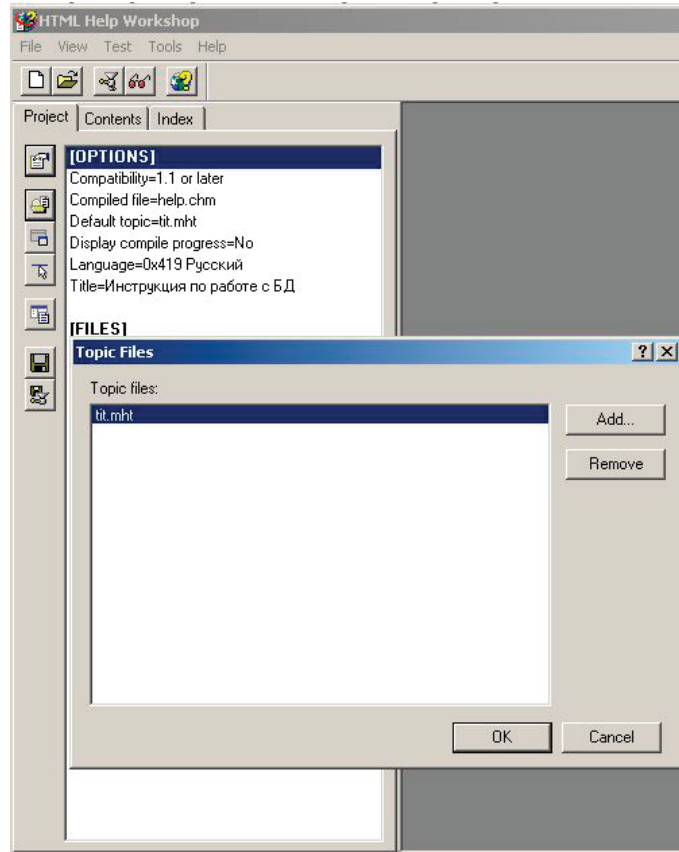 HTML Help Workshop
File View Test Tools Help
Project Contents Index
[OPTIONS]
Compatibility=1.1 or later
Compiled file=help.chm
Default topic=tit.mht
Display compile progress=No
Language=0x419 Русский
Title=Инструкция по работе с БД
[FILES]
Topic Files
Topic files:
tit.mht
Add...
Remove
OK Cancel